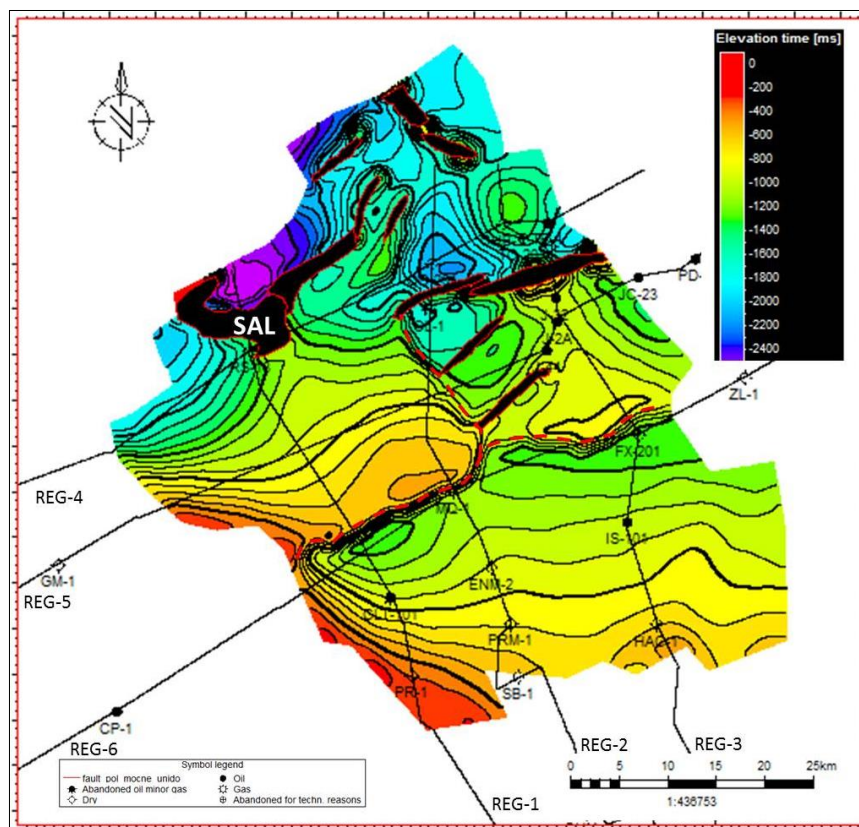 Elevation time [ms]
0
-200
-400
-600
-800
-1000
-1200
-1400
-1600
-1800
-2000
-2200
-2400
PD-
JC-23
SAL
ZL-1
FX-201
REG-4
MO-1
IS-101
GM-1
REG-5
ENM-2
PRM-1
HAC-1
PR-1
SB-1
CP-1
REG-6
REG-2
REG-3
REG-1
Symbol legend
fault_pol_mocne_unido
Oil
Abandoned oil minor gas
Gas
Dry
Abandoned for techn. reasons
0 5 10 15 20 25km
1:436753